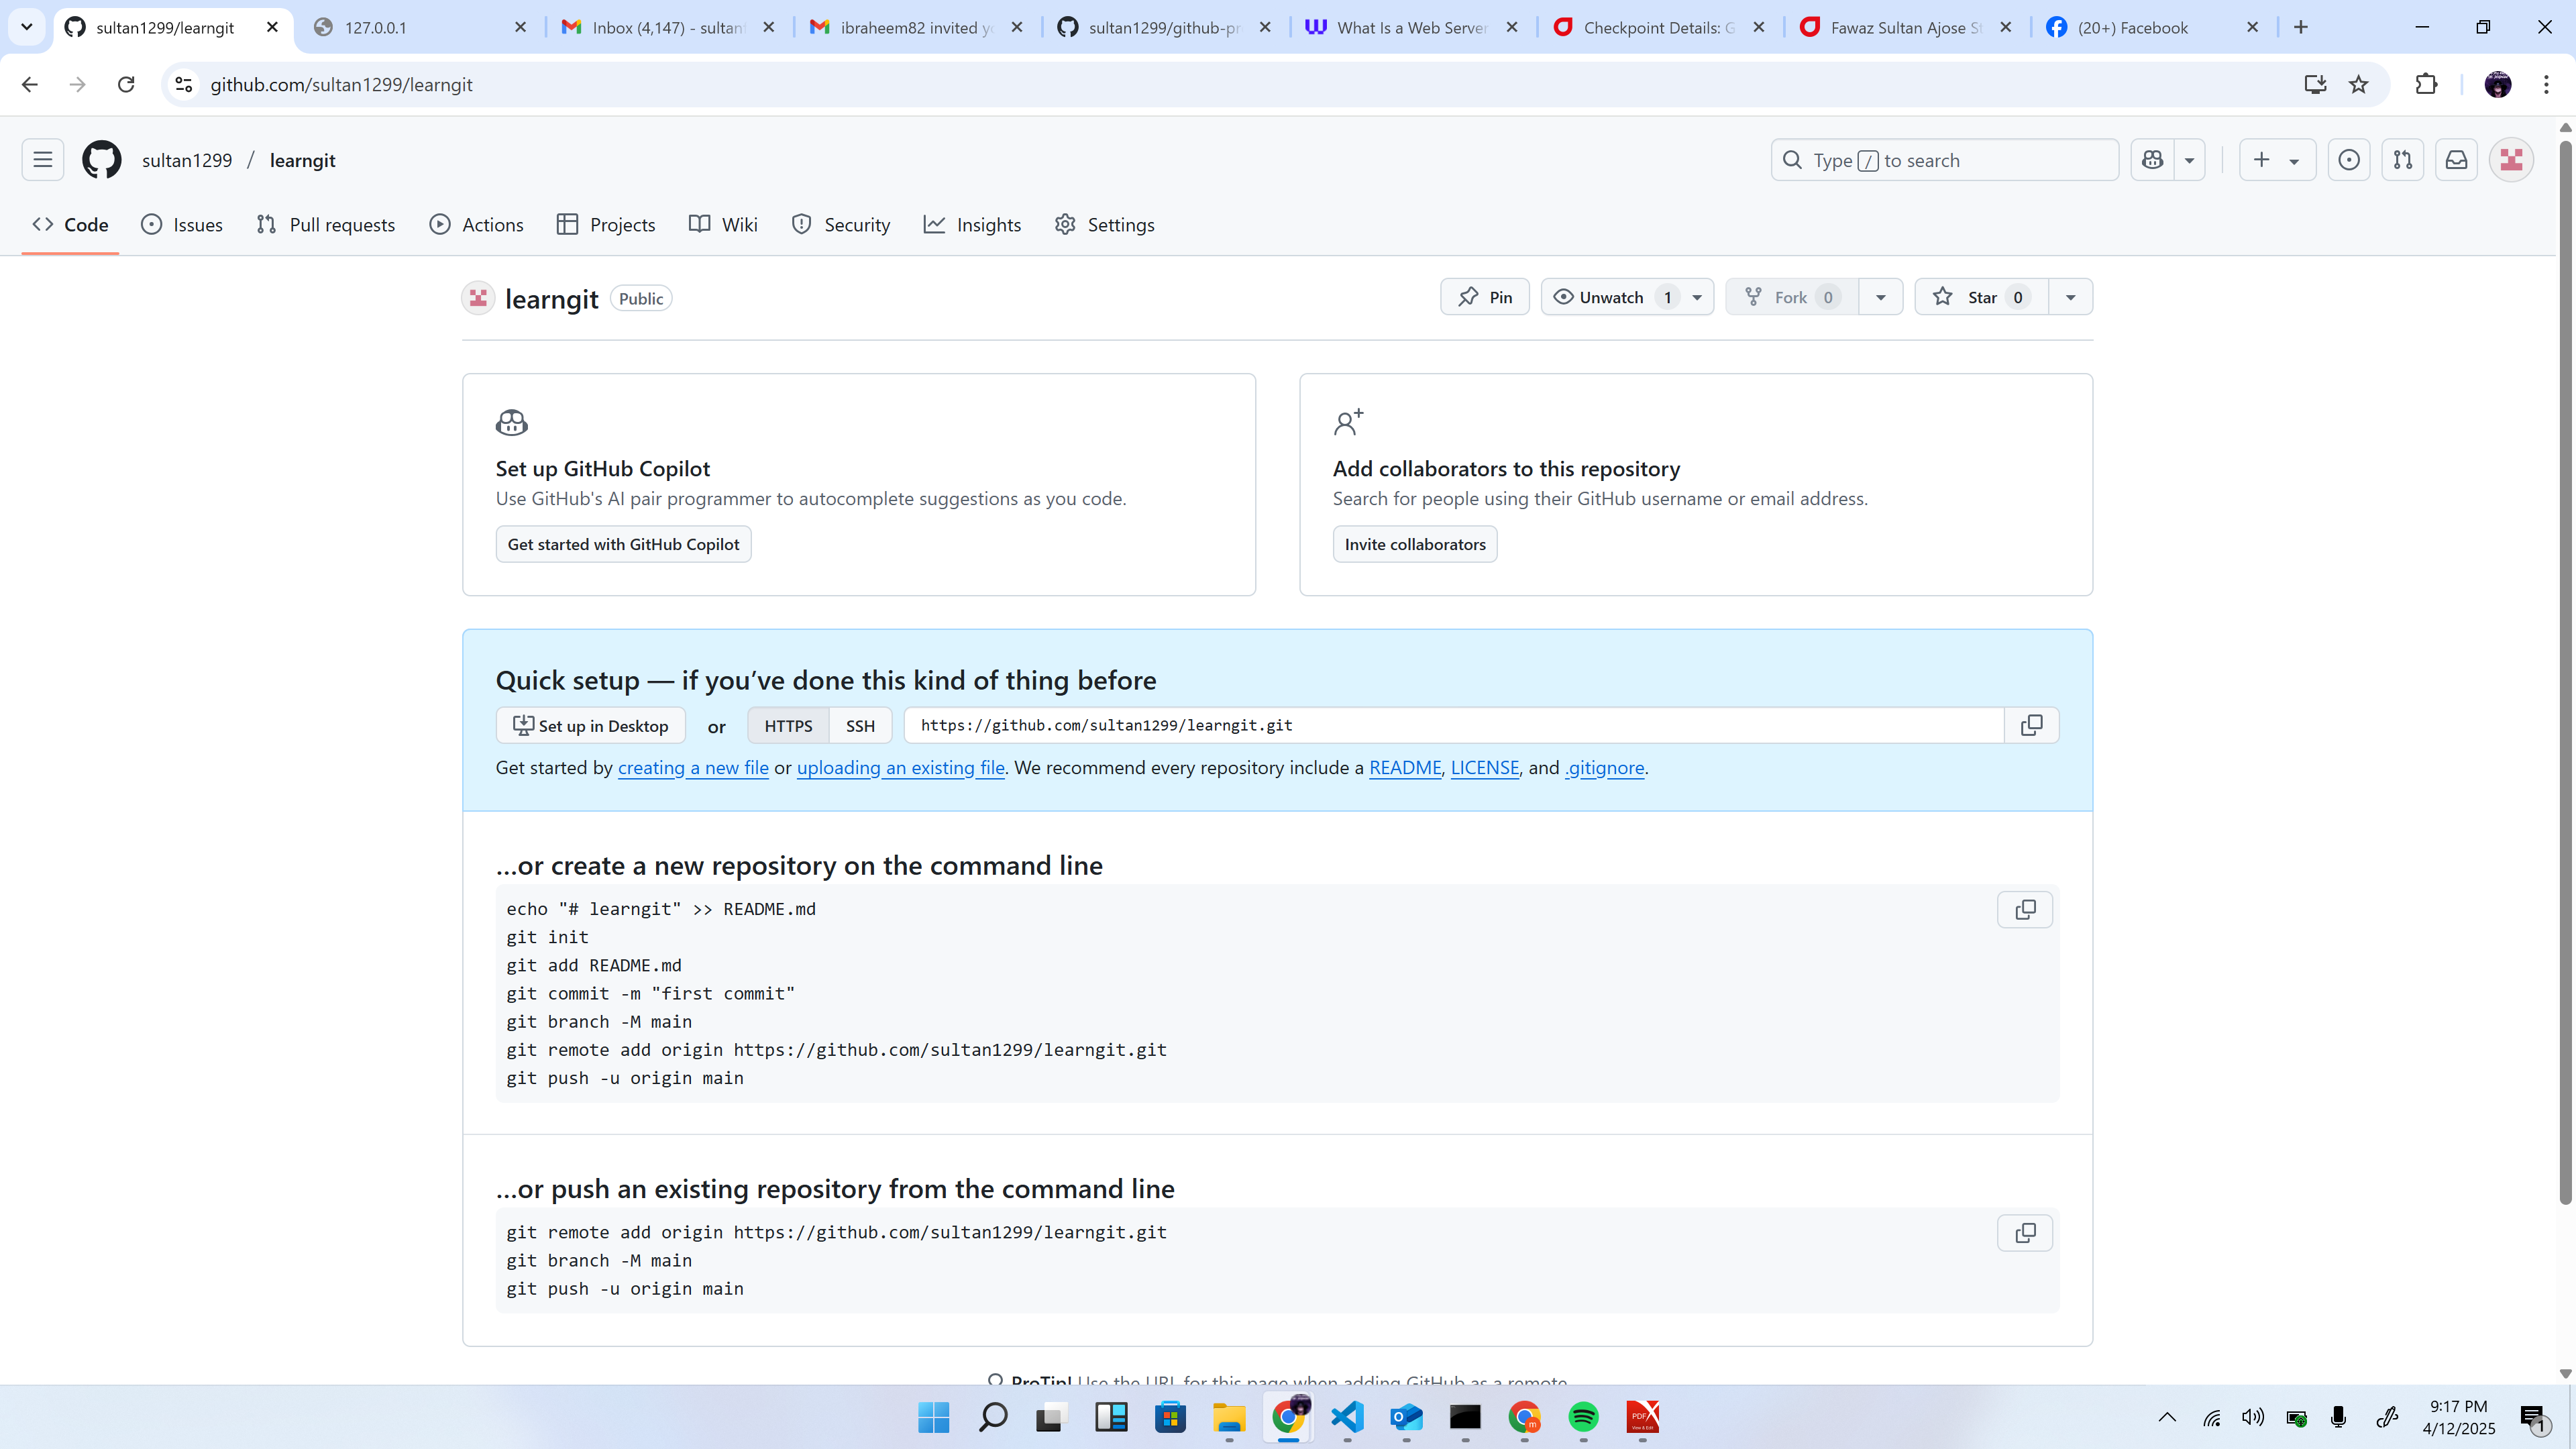 sultan1299/learngit
127.0.0.1
Inbox (4,147) - sultanf
ibraheem82 invited yo
sultan1299/github-pr
What Is a Web Server
Checkpoint Details: G
Fawaz Sultan Ajose St
(20+) Facebook
github.com/sultan1299/learngit
sultan1299 / learngit
Type / to search
Code
Issues
Pull requests
Actions
Projects
Wiki
Security
Insights
Settings
learngit Public
Pin
Unwatch 1
Fork 0
Star 0
Set up GitHub Copilot
Use GitHub's AI pair programmer to autocomplete suggestions as you code.
Get started with GitHub Copilot
Add collaborators to this repository
Search for people using their GitHub username or email address.
Invite collaborators
Quick setup — if you’ve done this kind of thing before
Set up in Desktop or HTTPS SSH https://github.com/sultan1299/learngit.git
Get started by creating a new file or uploading an existing file. We recommend every repository include a README, LICENSE, and .gitignore.
…or create a new repository on the command line
echo "# learngit" >> README.md
git init
git add README.md
git commit -m "first commit"
git branch -M main
git remote add origin https://github.com/sultan1299/learngit.git
git push -u origin main
…or push an existing repository from the command line
git remote add origin https://github.com/sultan1299/learngit.git
git branch -M main
git push -u origin main
ProTip! Use the URL for this page when adding GitHub as a remote.
9:17 PM
4/12/2025
1